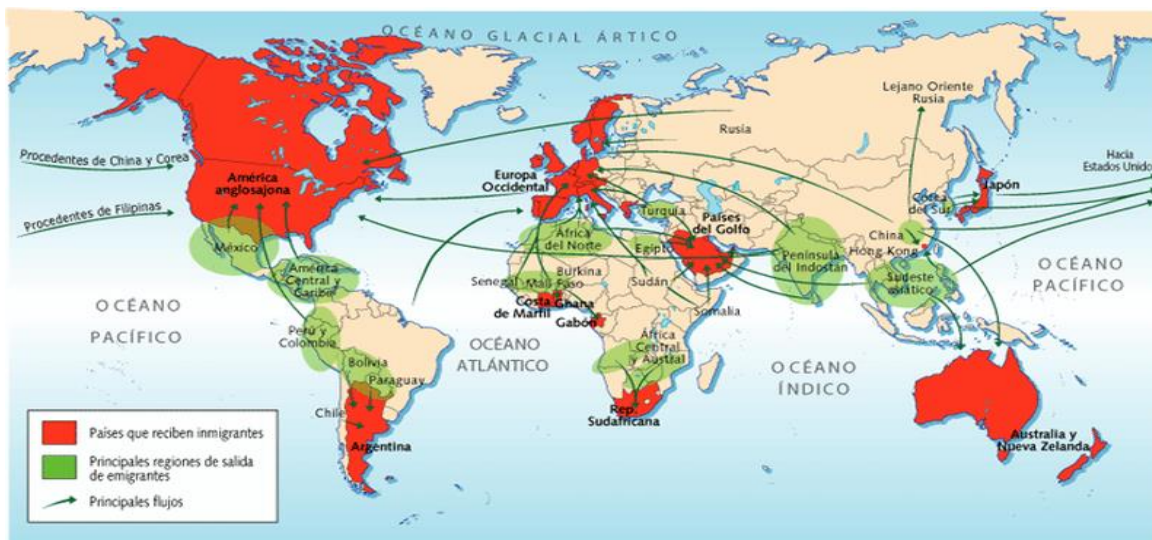 OCÉANO GLACIAL ÁRTICO
Lejano Oriente
Rusia
Rusia
Procedentes de China y Corea
Hacia
Estados Unidos
América
anglosajona
Europa
Occidental
Japón
Corea
del Sur
Procedentes de Filipinas
Turquía
Países
del Golfo
China
México
África
del Norte
Egipto
Península
del Indostán
Hong Kong
América
Central y
Caribe
Senegal
Malí
Burkina
Faso
Sudán
Sudeste
asiático
OCÉANO
PACÍFICO
Costa
de Marfil
Ghana
Gabón
Somalia
OCÉANO
PACÍFICO
Perú y
Colombia
OCÉANO
ATLÁNTICO
África
Central
y Austral
OCÉANO
ÍNDICO
Bolivia
Paraguay
Chile
Rep.
Sudafricana
Argentina
Australia y
Nueva Zelanda
Países que reciben inmigrantes
Principales regiones de salida
de emigrantes
Principales flujos